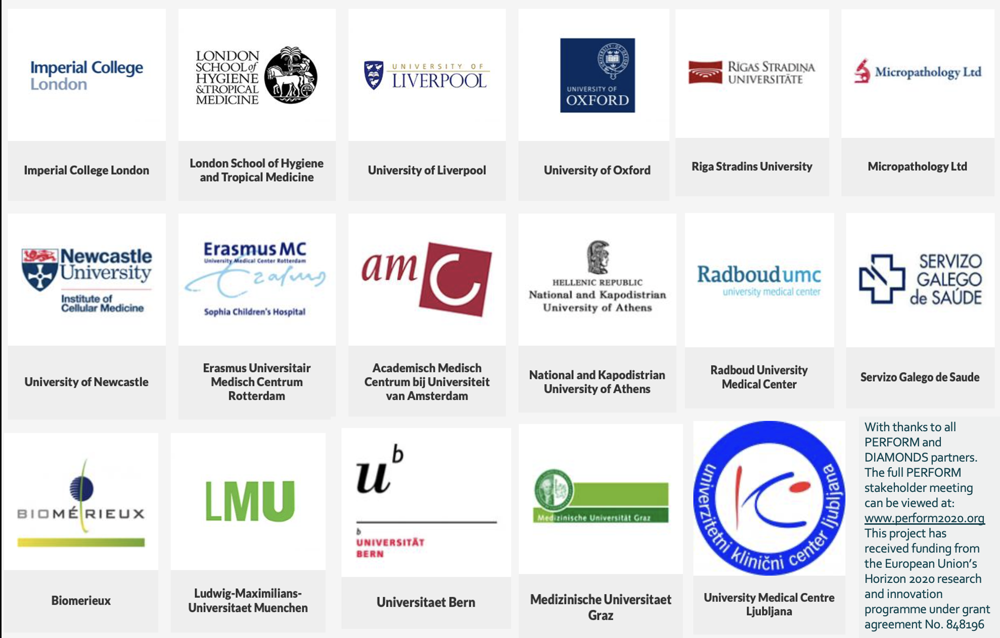 Imperial College
London
Imperial College London
LONDON
SCHOOL of
HYGIENE
& TROPICAL
MEDICINE
London School of Hygiene
and Tropical Medicine
UNIVERSITY OF
LIVERPOOL
University of Liverpool
UNIVERSITY OF OXFORD
UNIVERSITY OF
OXFORD
University of Oxford
RĪGAS STRADIŅA
UNIVERSITĀTE
Riga Stradins University
Micropathology Ltd
Micropathology Ltd
Newcastle
University
Institute of
Cellular Medicine
University of Newcastle
Erasmus MC
University Medical Center Rotterdam
Erasmus
Sophia Children's Hospital
Erasmus Universitair
Medisch Centrum
Rotterdam
amC
Academisch Medisch
Centrum bij Universiteit
van Amsterdam
HELLENIC REPUBLIC
National and Kapodistrian
University of Athens
National and Kapodistrian
University of Athens
Radboudumc
university medical center
Radboud University
Medical Center
SERVIZO
GALEGO
de SAÚDE
Servizo Galego de Saude
BIOMÉRIEUX
Biomerieux
LMU
Ludwig-Maximilians-
Universitaet Muenchen
u b
b
UNIVERSITÄT
BERN
Universitaet Bern
Medizinische Universität Graz
Medizinische Universitaet
Graz
univerzitetni klinični center ljubljana
University Medical Centre
Ljubljana
With thanks to all
PERFORM and
DIAMONDS partners.
The full PERFORM
stakeholder meeting
can be viewed at:
www.perform2020.org
This project has
received funding from
the European Union's
Horizon 2020 research
and innovation
programme under grant
agreement No. 848196